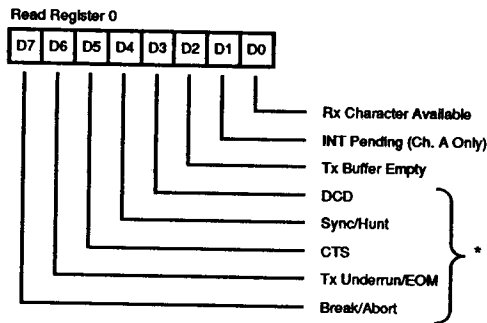 Read Register 0
D7 D6 D5 D4 D3 D2 D1 D0
Rx Character Available
INT Pending (Ch. A Only)
Tx Buffer Empty
DCD
Sync/Hunt
CTS
*
Tx Underrun/EOM
Break/Abort